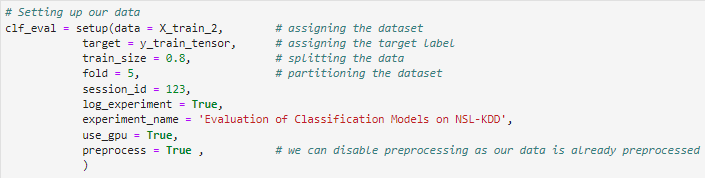 # Setting up our data
clf_eval = setup(data = X_train_2,        # assigning the dataset
            target = y_train_tensor,      # assigning the target label
            train_size = 0.8,             # splitting the data
            fold = 5,                     # partitioning the dataset
            session_id = 123,
            log_experiment = True,
            experiment_name = 'Evaluation of Classification Models on NSL-KDD',
            use_gpu = True,
            preprocess = True ,           # we can disable preprocessing as our data is already preprocessed
            )